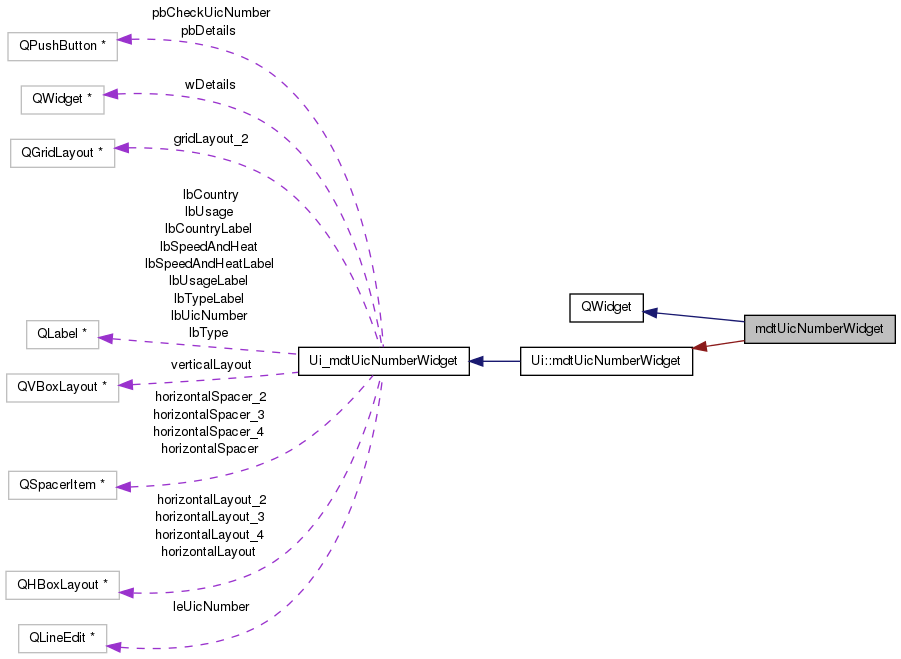 pbCheckUicNumber
pbDetails
QPushButton *
wDetails
QWidget *
gridLayout_2
QGridLayout *
lbCountry
lbUsage
lbCountryLabel
lbSpeedAndHeat
lbSpeedAndHeatLabel
lbUsageLabel
lbTypeLabel
lbUicNumber
lbType
QLabel *
QWidget
mdtUicNumberWidget
Ui_mdtUicNumberWidget
Ui::mdtUicNumberWidget
verticalLayout
QVBoxLayout *
horizontalSpacer_2
horizontalSpacer_3
horizontalSpacer_4
horizontalSpacer
QSpacerItem *
horizontalLayout_2
horizontalLayout_3
horizontalLayout_4
horizontalLayout
QHBoxLayout *
leUicNumber
QLineEdit *